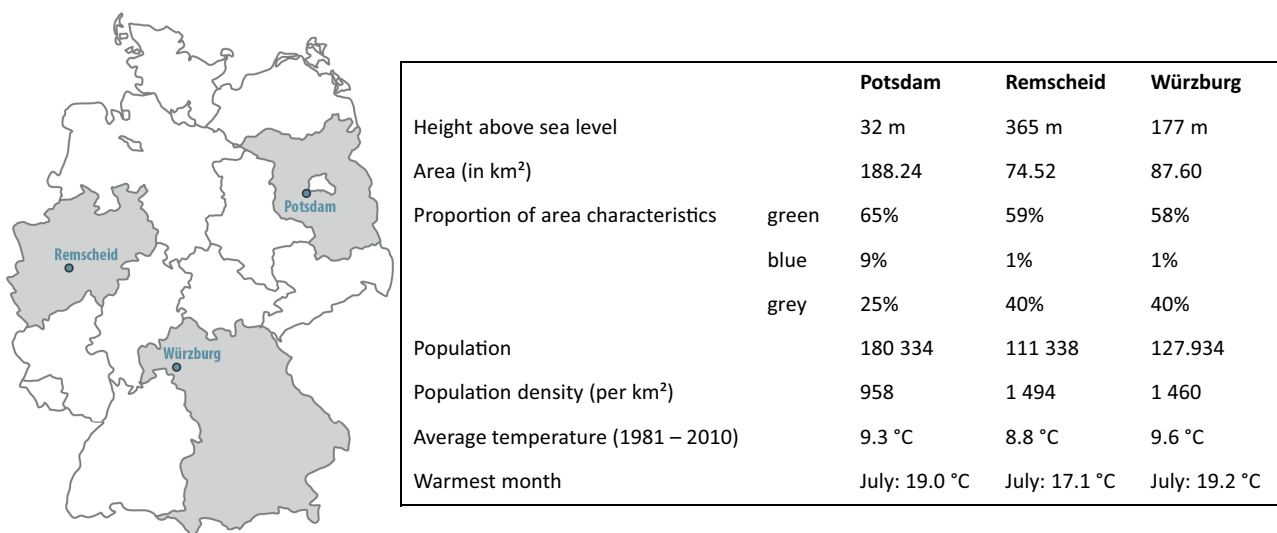 Potsdam
Remscheid
Würzburg
Potsdam Remscheid Würzburg
Height above sea level 32 m 365 m 177 m
Area (in km²) 188.24 74.52 87.60
Proportion of area characteristics green 65% 59% 58%
blue 9% 1% 1%
grey 25% 40% 40%
Population 180 334 111 338 127.934
Population density (per km²) 958 1 494 1 460
Average temperature (1981 – 2010) 9.3 °C 8.8 °C 9.6 °C
Warmest month July: 19.0 °C July: 17.1 °C July: 19.2 °C